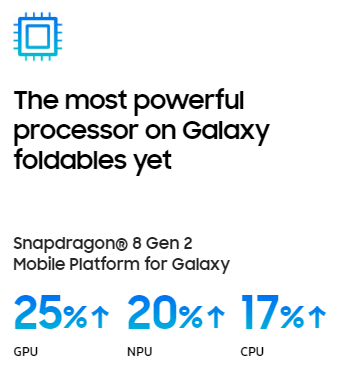 The most powerful
processor on Galaxy
foldables yet
Snapdragon® 8 Gen 2
Mobile Platform for Galaxy
25%↑ 20%↑ 17%↑
GPU NPU CPU